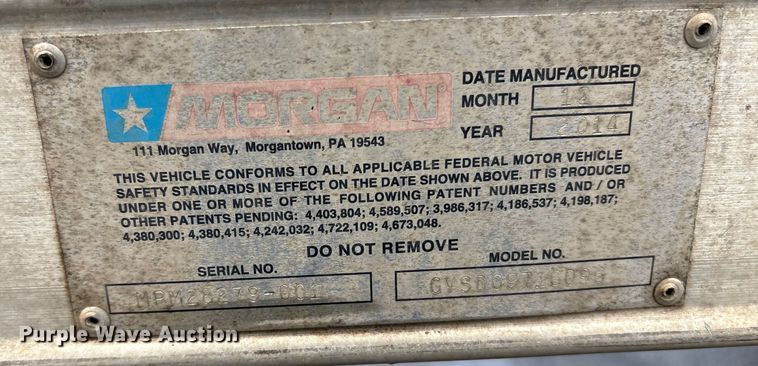 MORGAN
111 Morgan Way, Morgantown, PA 19543
DATE MANUFACTURED
MONTH
YEAR 2014
THIS VEHICLE CONFORMS TO ALL APPLICABLE FEDERAL MOTOR VEHICLE
SAFETY STANDARDS IN EFFECT ON THE DATE SHOWN ABOVE. IT IS PRODUCED
UNDER ONE OR MORE OF THE FOLLOWING PATENT NUMBERS AND / OR
OTHER PATENTS PENDING: 4,403,804; 4,589,507; 3,986,317; 4,186,537; 4,198,187;
4,380,300; 4,380,415; 4,242,032; 4,722,109; 4,673,048.
DO NOT REMOVE
SERIAL NO.
MODEL NO.
Purple Wave Auction